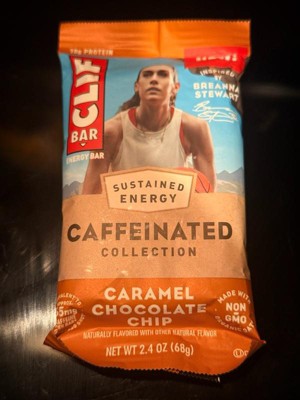 10g PROTEIN
INSPIRED
BY
BREANNA
STEWART
CLIF
BAR
ENERGY BAR
SUSTAINED
ENERGY
CAFFEINATED
COLLECTION
CARAMEL
CHOCOLATE
CHIP
MADE WITH
NON
GMO
NATURALLY FLAVORED WITH OTHER NATURAL FLAVOR
NET WT 2.4 OZ (68g)